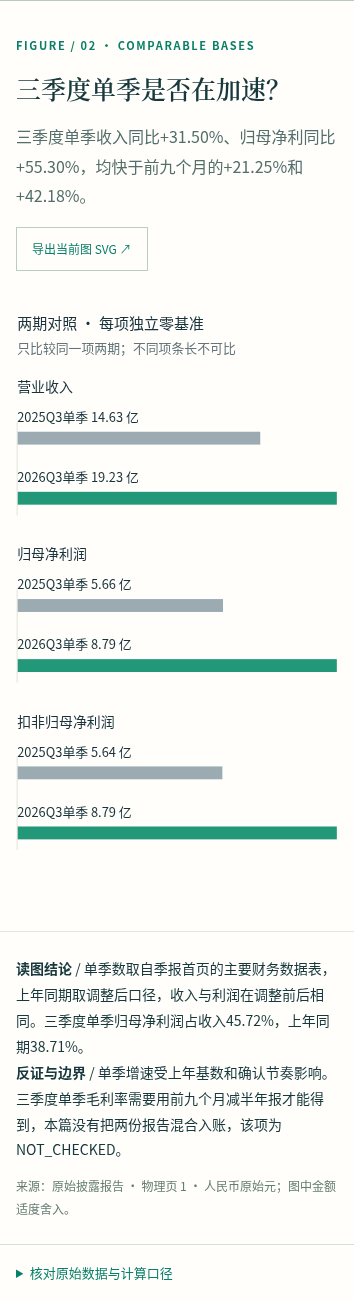 FIGURE / 02 · COMPARABLE BASES
三季度单季是否在加速？
三季度单季收入同比+31.50%、归母净利同比
+55.30%，均快于前九个月的+21.25%和
+42.18%。
导出当前图 SVG ↗
两期对照 · 每项独立零基准
只比较同一项两期；不同项条长不可比
营业收入
2025Q3单季 14.63 亿
2026Q3单季 19.23 亿
归母净利润
2025Q3单季 5.66 亿
2026Q3单季 8.79 亿
扣非归母净利润
2025Q3单季 5.64 亿
2026Q3单季 8.79 亿
读图结论 / 单季数取自季报首页的主要财务数据表，
上年同期取调整后口径，收入与利润在调整前后相
同。三季度单季归母净利润占收入45.72%，上年同
期38.71%。
反证与边界 / 单季增速受上年基数和确认节奏影响。
三季度单季毛利率需要用前九个月减半年报才能得
到，本篇没有把两份报告混合入账，该项为
NOT_CHECKED。
来源：原始披露报告 · 物理页 1 · 人民币原始元；图中金额
适度舍入。
▶ 核对原始数据与计算口径